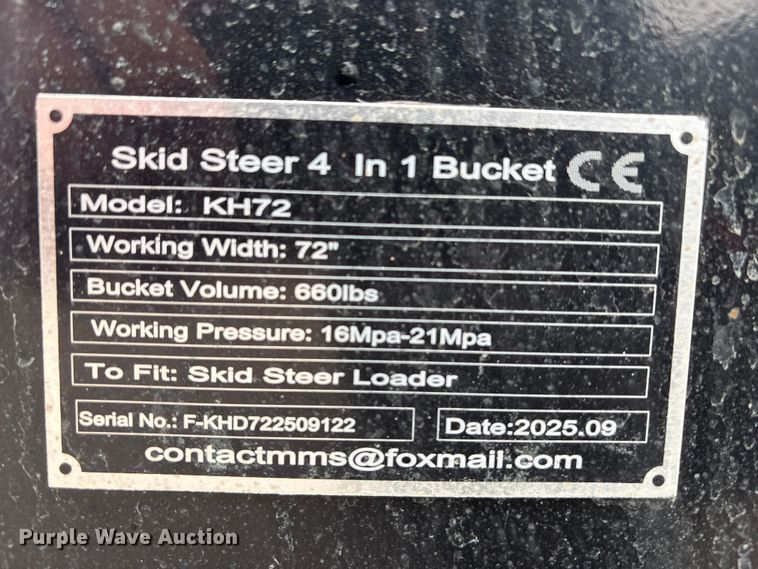 Skid Steer 4 In 1 Bucket CE
Model: KH72
Working Width: 72"
Bucket Volume: 660lbs
Working Pressure: 16Mpa-21Mpa
To Fit: Skid Steer Loader
Serial No.: F-KHD722509122 Date:2025.09
contactmms@foxmail.com
Purple Wave Auction